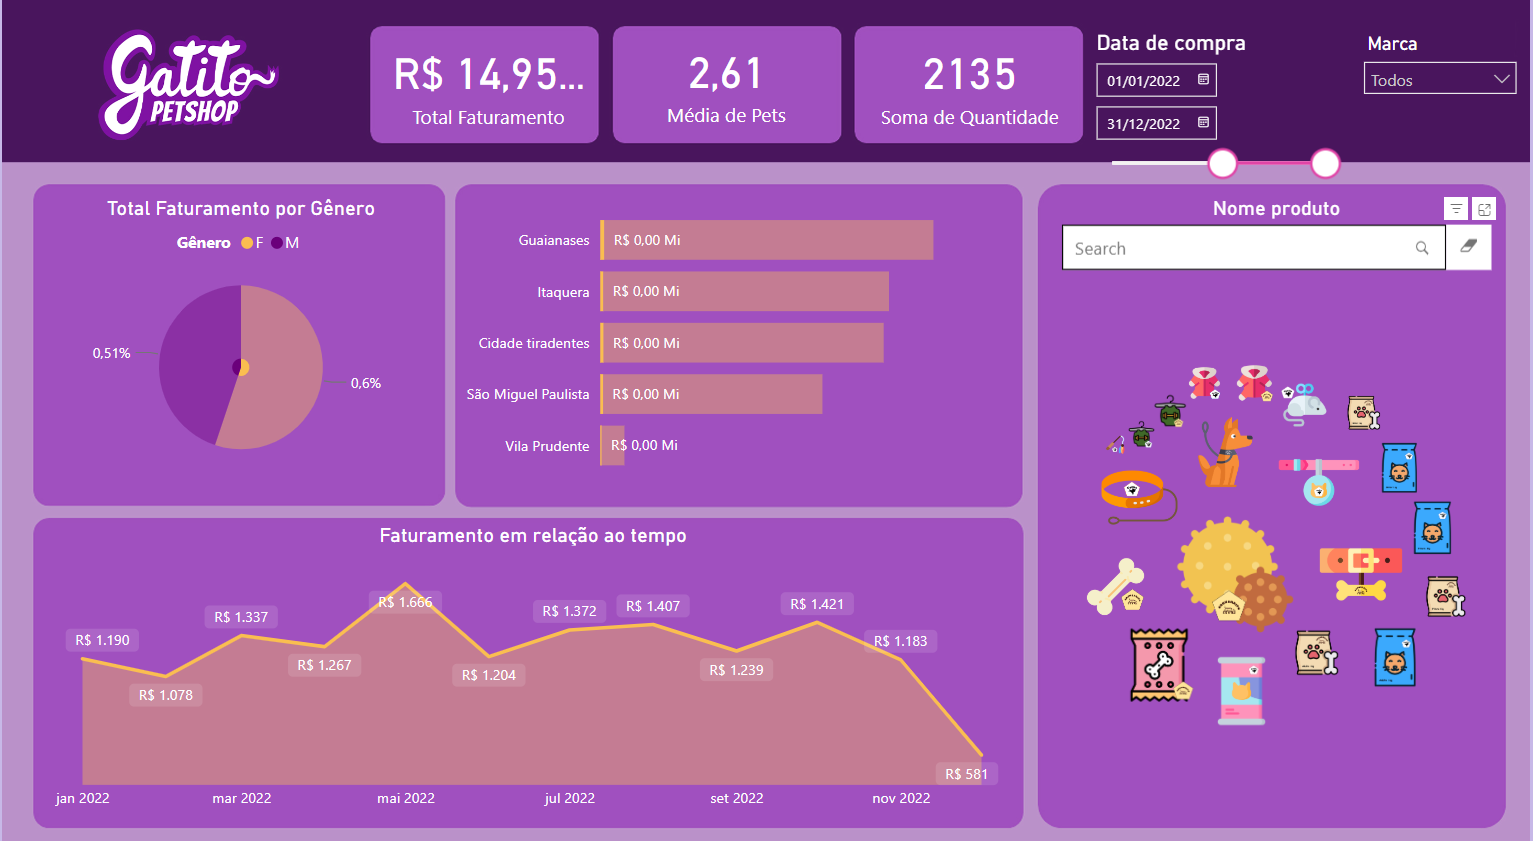 Gatito
PETSHOP
R$ 14,95...
Total Faturamento
2,61
Média de Pets
2135
Soma de Quantidade
Data de compra
01/01/2022
31/12/2022
Marca
Todos
Total Faturamento por Gênero
Gênero F M
0,51%
0,6%
Guaianases R$ 0,00 Mi
Itaquera R$ 0,00 Mi
Cidade tiradentes R$ 0,00 Mi
São Miguel Paulista R$ 0,00 Mi
Vila Prudente R$ 0,00 Mi
Nome produto
Search
Faturamento em relação ao tempo
R$ 1.190
R$ 1.078
R$ 1.337
R$ 1.267
R$ 1.666
R$ 1.204
R$ 1.372
R$ 1.407
R$ 1.239
R$ 1.421
R$ 1.183
R$ 581
jan 2022
mar 2022
mai 2022
jul 2022
set 2022
nov 2022